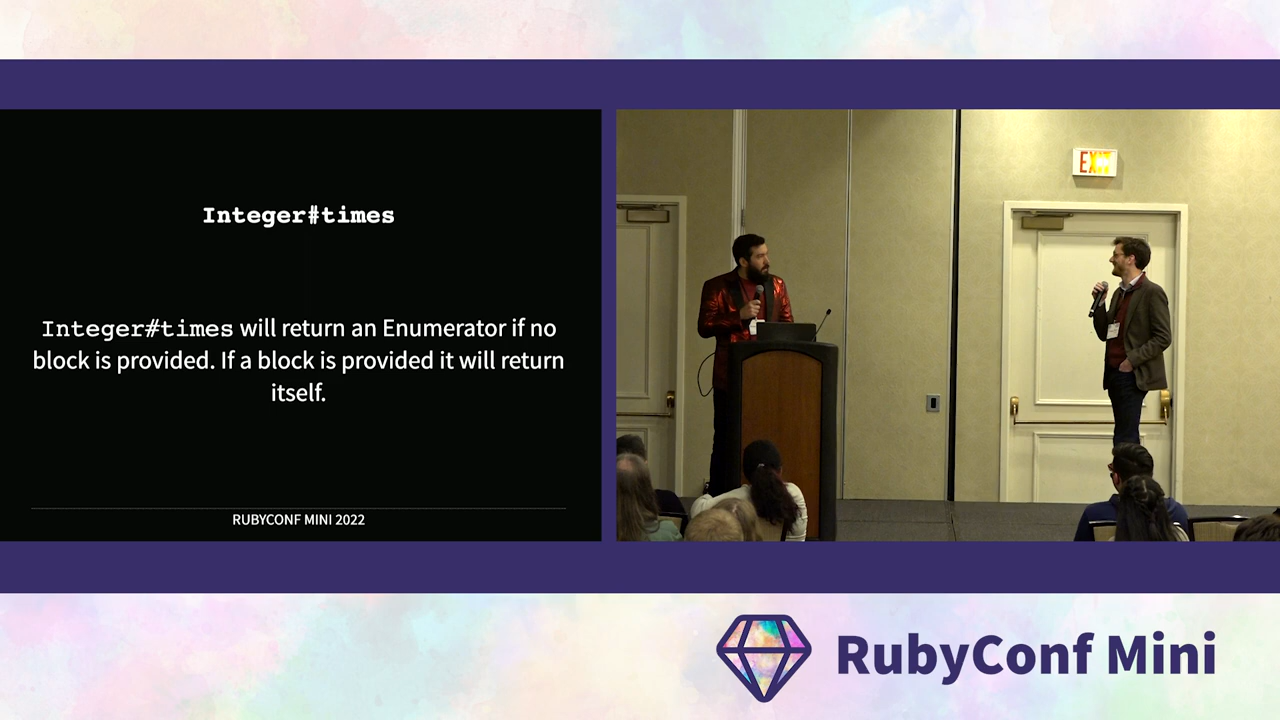 Integer#times
Integer#times will return an Enumerator if no
block is provided. If a block is provided it will return
itself.
RUBYCONF MINI 2022
EXIT
RubyConf Mini